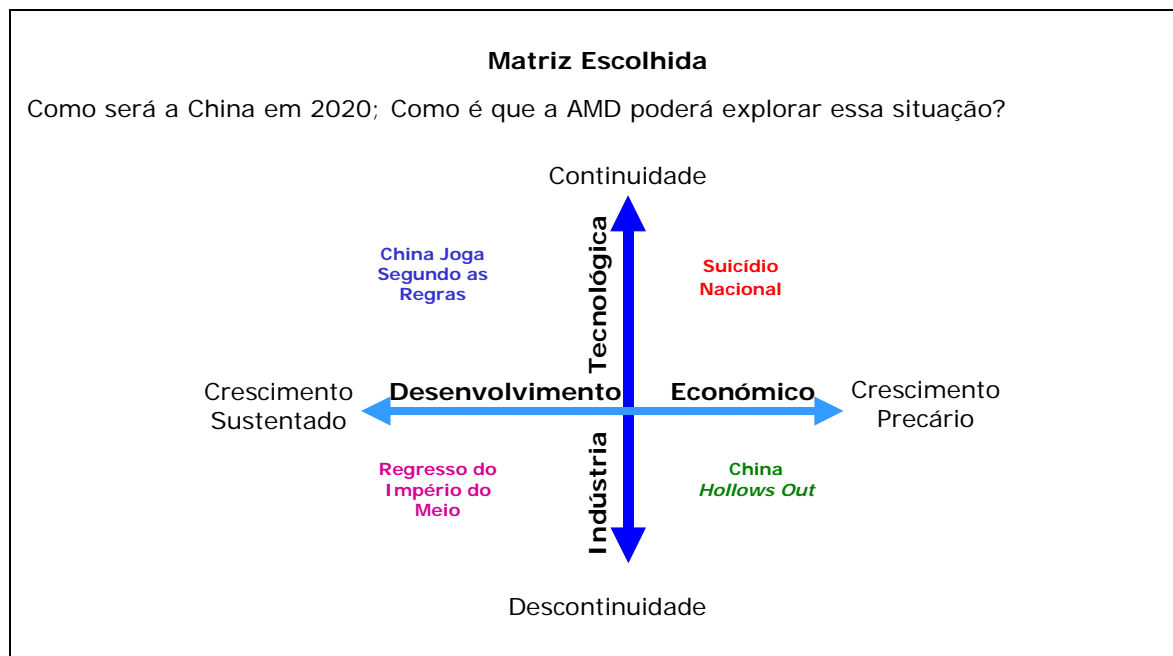 Matriz Escolhida
Como será a China em 2020; Como é que a AMD poderá explorar essa situação?
Continuidade
China Joga
Segundo as
Regras
Suicídio
Nacional
Indústria Tecnológica
Crescimento
Sustentado
Desenvolvimento Económico
Crescimento
Precário
Regresso do
Império do
Meio
China
Hollows Out
Descontinuidade